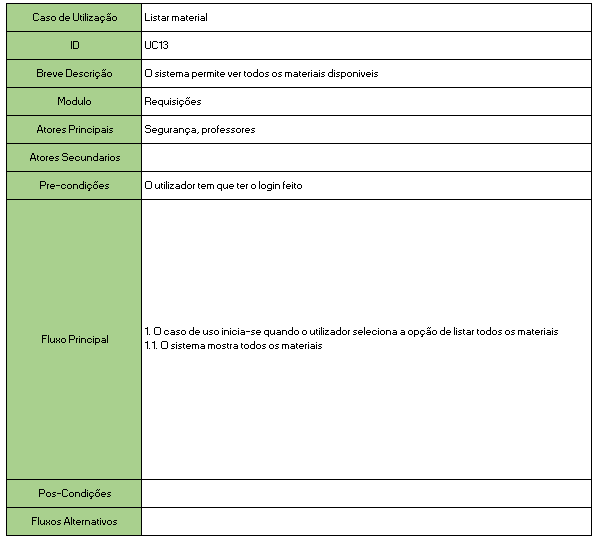 Caso de Utilização Listar material
ID UC13
Breve Descrição O sistema permite ver todos os materiais disponiveis
Modulo Requisições
Atores Principais Segurança, professores
Atores Secundarios
Pre-condições O utilizador tem que ter o login feito
Fluxo Principal
1. O caso de uso inicia-se quando o utilizador seleciona a opção de listar todos os materiais
1.1. O sistema mostra todos os materiais
Pos-Condições
Fluxos Alternativos